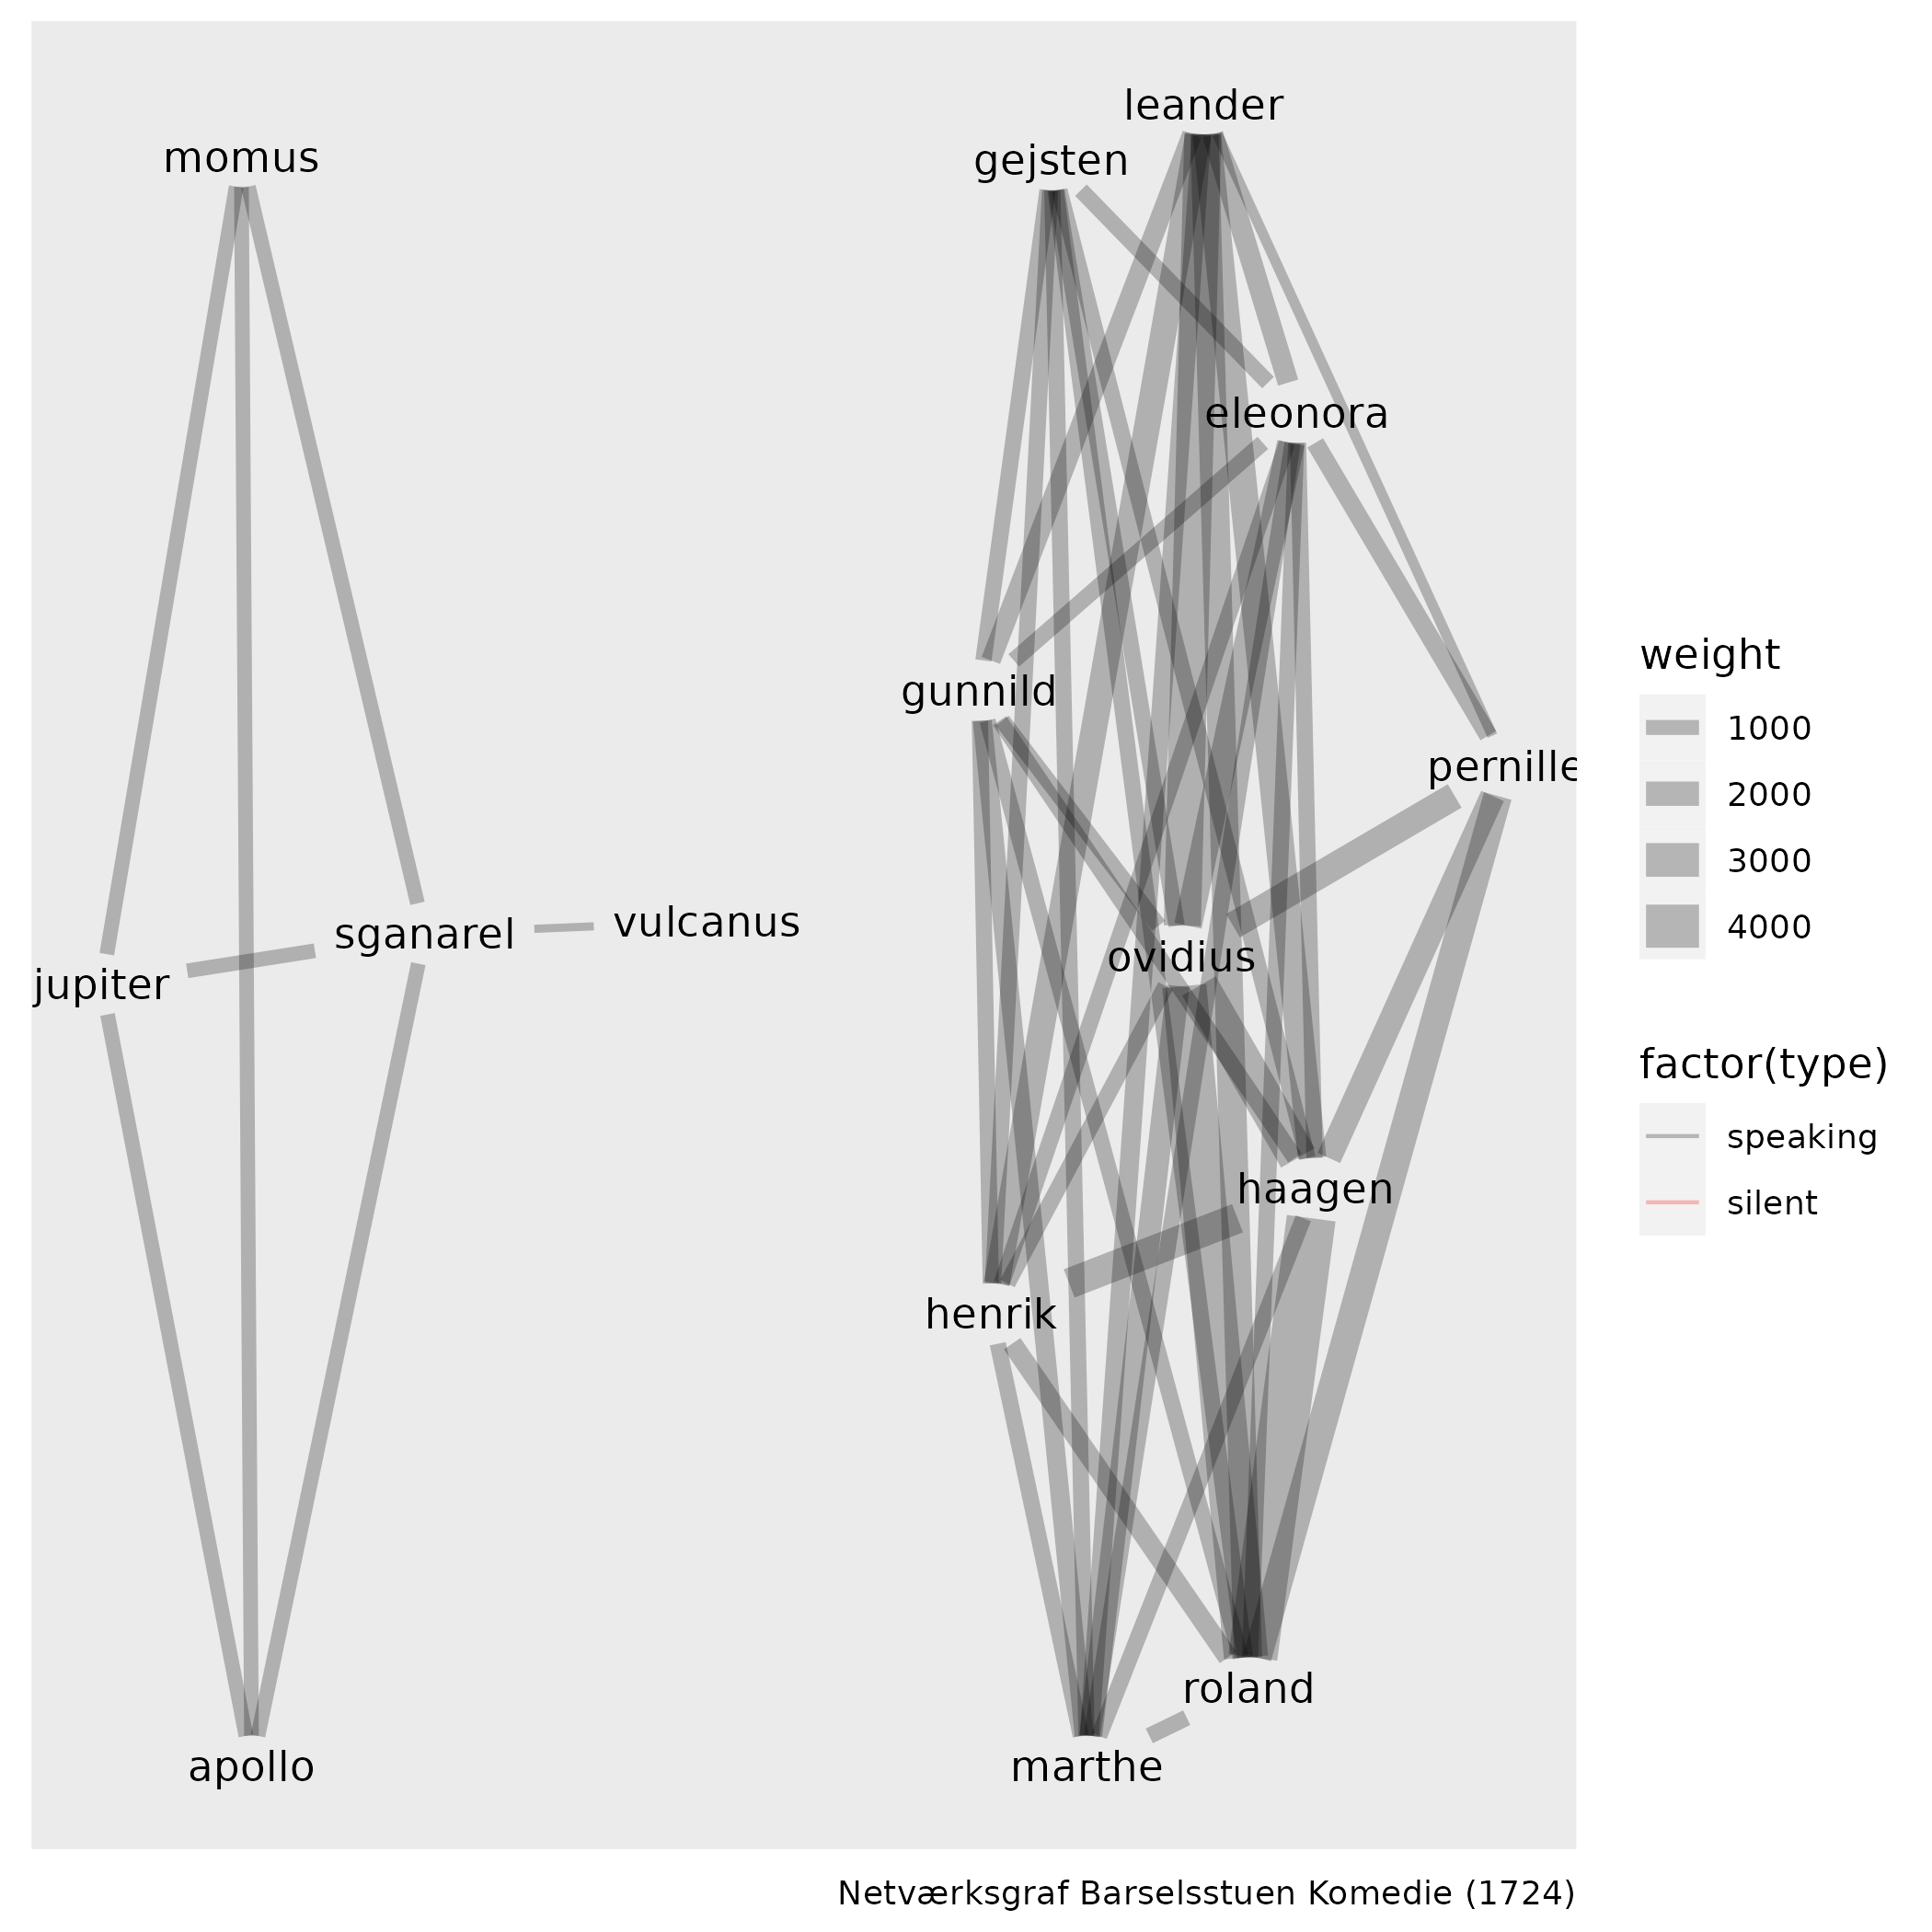 leander
gejsten
momus
eleonora
gunnild
pernille
sganarel
vulcanus
ovidius
jupiter
haagen
henrik
roland
apollo
marthe
weight
1000
2000
3000
4000
factor(type)
speaking
silent
Netværksgraf Barselsstuen Komedie (1724)